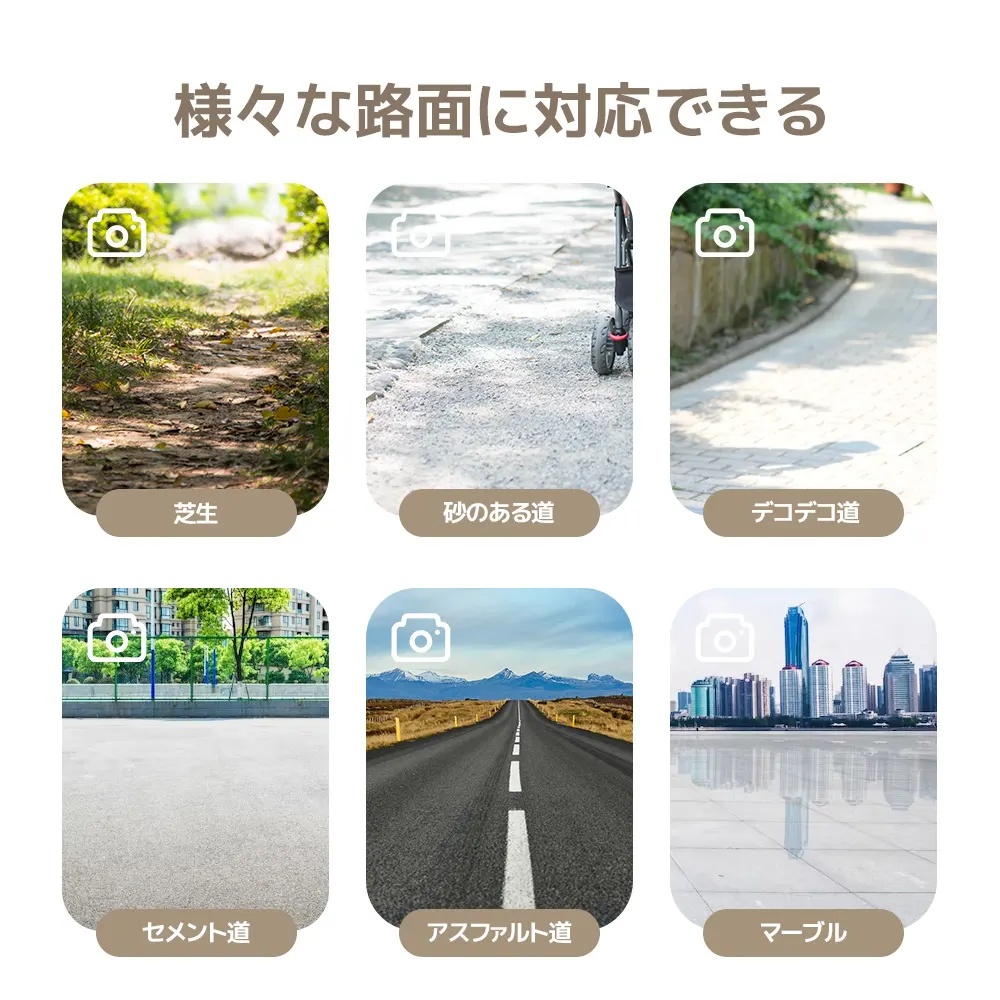 様々な路面に対応できる
芝生
砂のある道
デコデコ道
セメント道
アスファルト道
マーブル